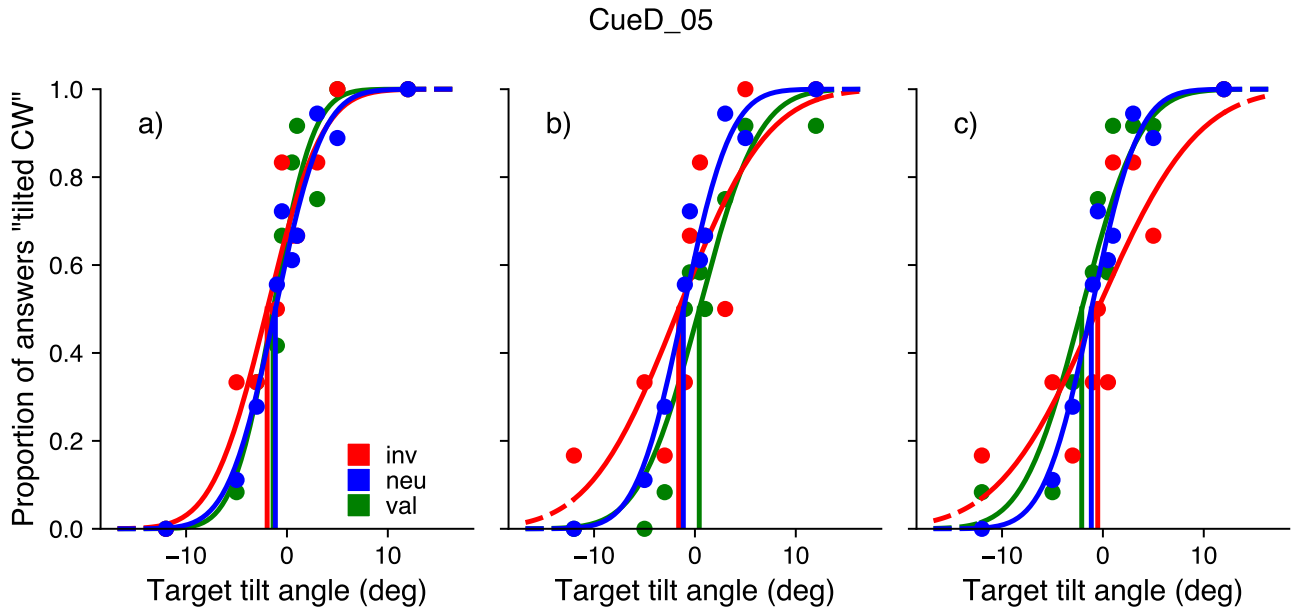 CueD_05
Proportion of answers "tilted CW"
1.0
0.8
0.6
0.4
0.2
0.0
a)
inv
neu
val
−10 0 10
Target tilt angle (deg)
b)
−10 0 10
Target tilt angle (deg)
c)
−10 0 10
Target tilt angle (deg)